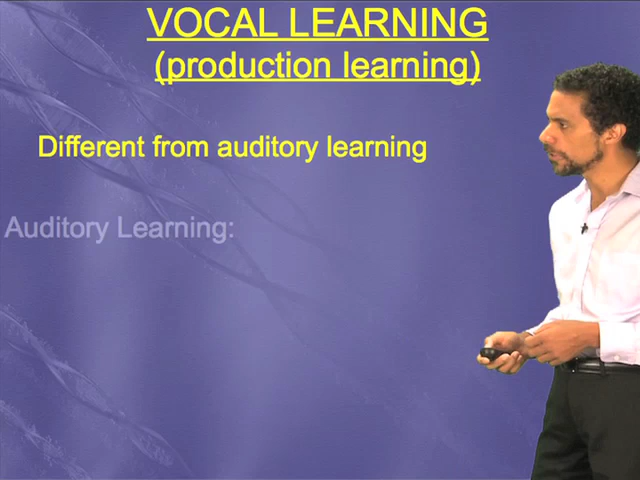 VOCAL LEARNING
(production learning)
Different from auditory learning
Auditory Learning: